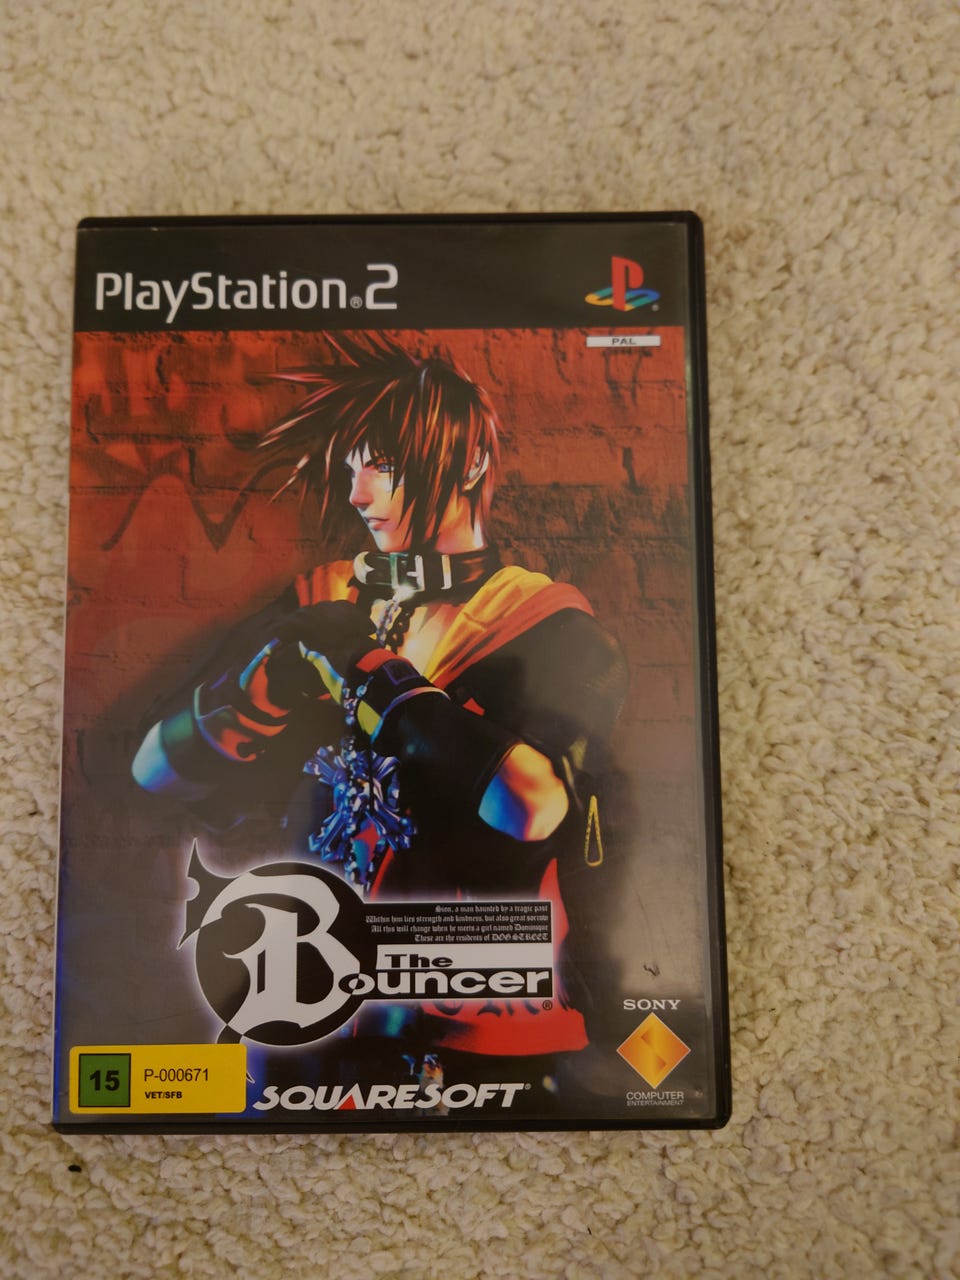 PlayStation®2
PAL
Sion, a man haunted by a tragic past
Within him lies strength and kindness, but also great sorrow
All this will change when he meets a girl named Dominique
These are the residents of DOG STREET
The
Bouncer®
SONY
COMPUTER
ENTERTAINMENT
15
P-000671
VET/SFB
SQUARESOFT®